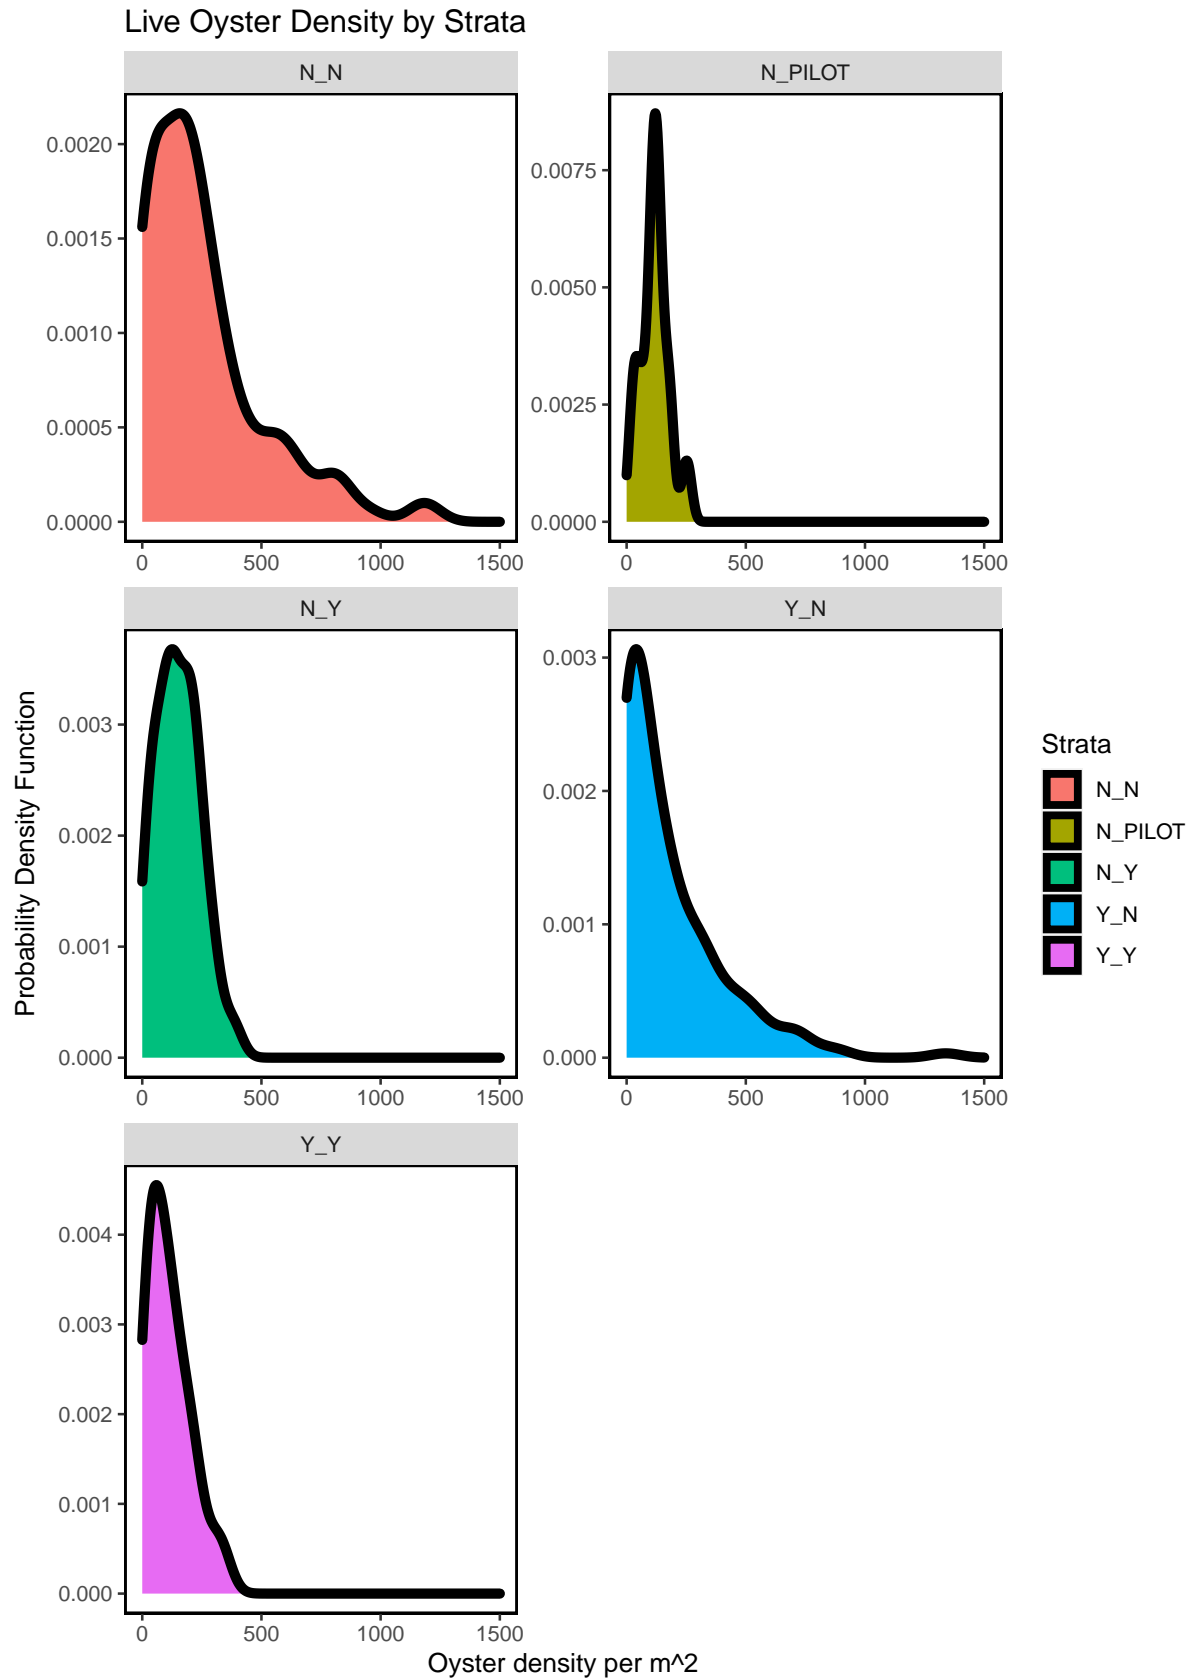 Live Oyster Density by Strata
N_N
N_PILOT
0.0020
0.0015
0.0010
0.0005
0.0000
0.0075
0.0050
0.0025
0.0000
0 500 1000 1500
0 500 1000 1500
N_Y
Y_N
0.003
0.002
0.001
0.000
0.003
0.002
0.001
0.000
0 500 1000 1500
0 500 1000 1500
Y_Y
0.004
0.003
0.002
0.001
0.000
0 500 1000 1500
Probability Density Function
Oyster density per m^2
Strata
N_N
N_PILOT
N_Y
Y_N
Y_Y